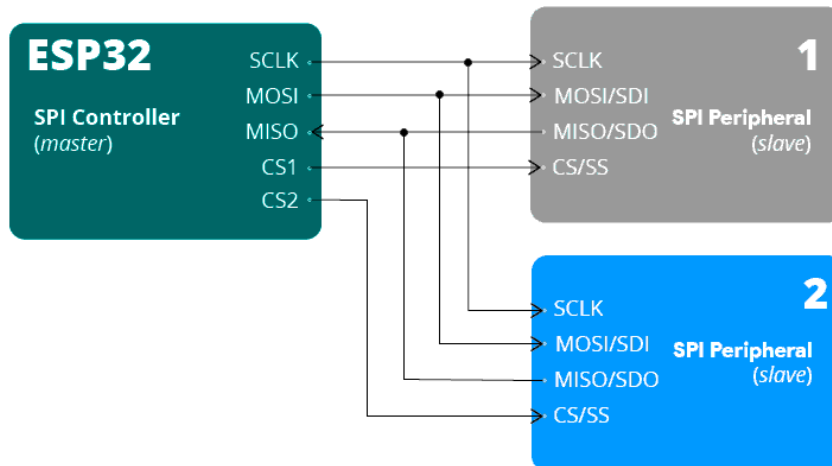 ESP32
SPI Controller
(master)
SCLK
MOSI
MISO
CS1
CS2
1
SCLK
MOSI/SDI
MISO/SDO
CS/SS
SPI Peripheral
(slave)
2
SCLK
MOSI/SDI
MISO/SDO
CS/SS
SPI Peripheral
(slave)